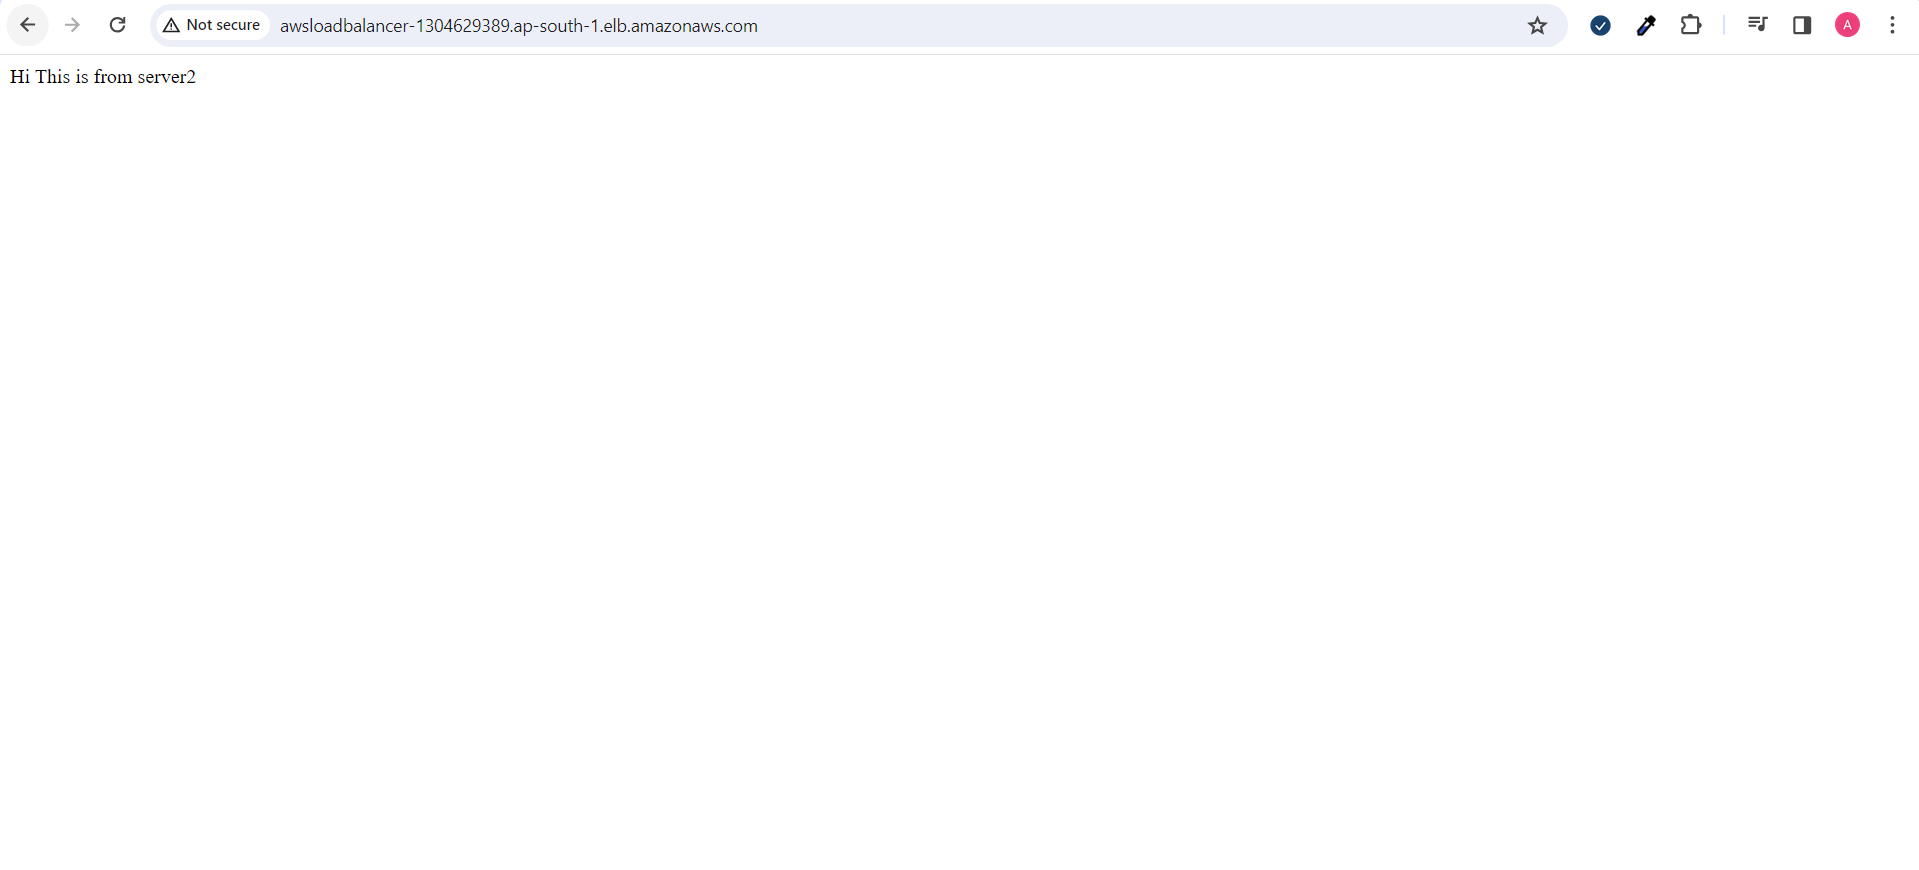 Not secure awsloadbalancer-1304629389.ap-south-1.elb.amazonaws.com A
Hi This is from server2